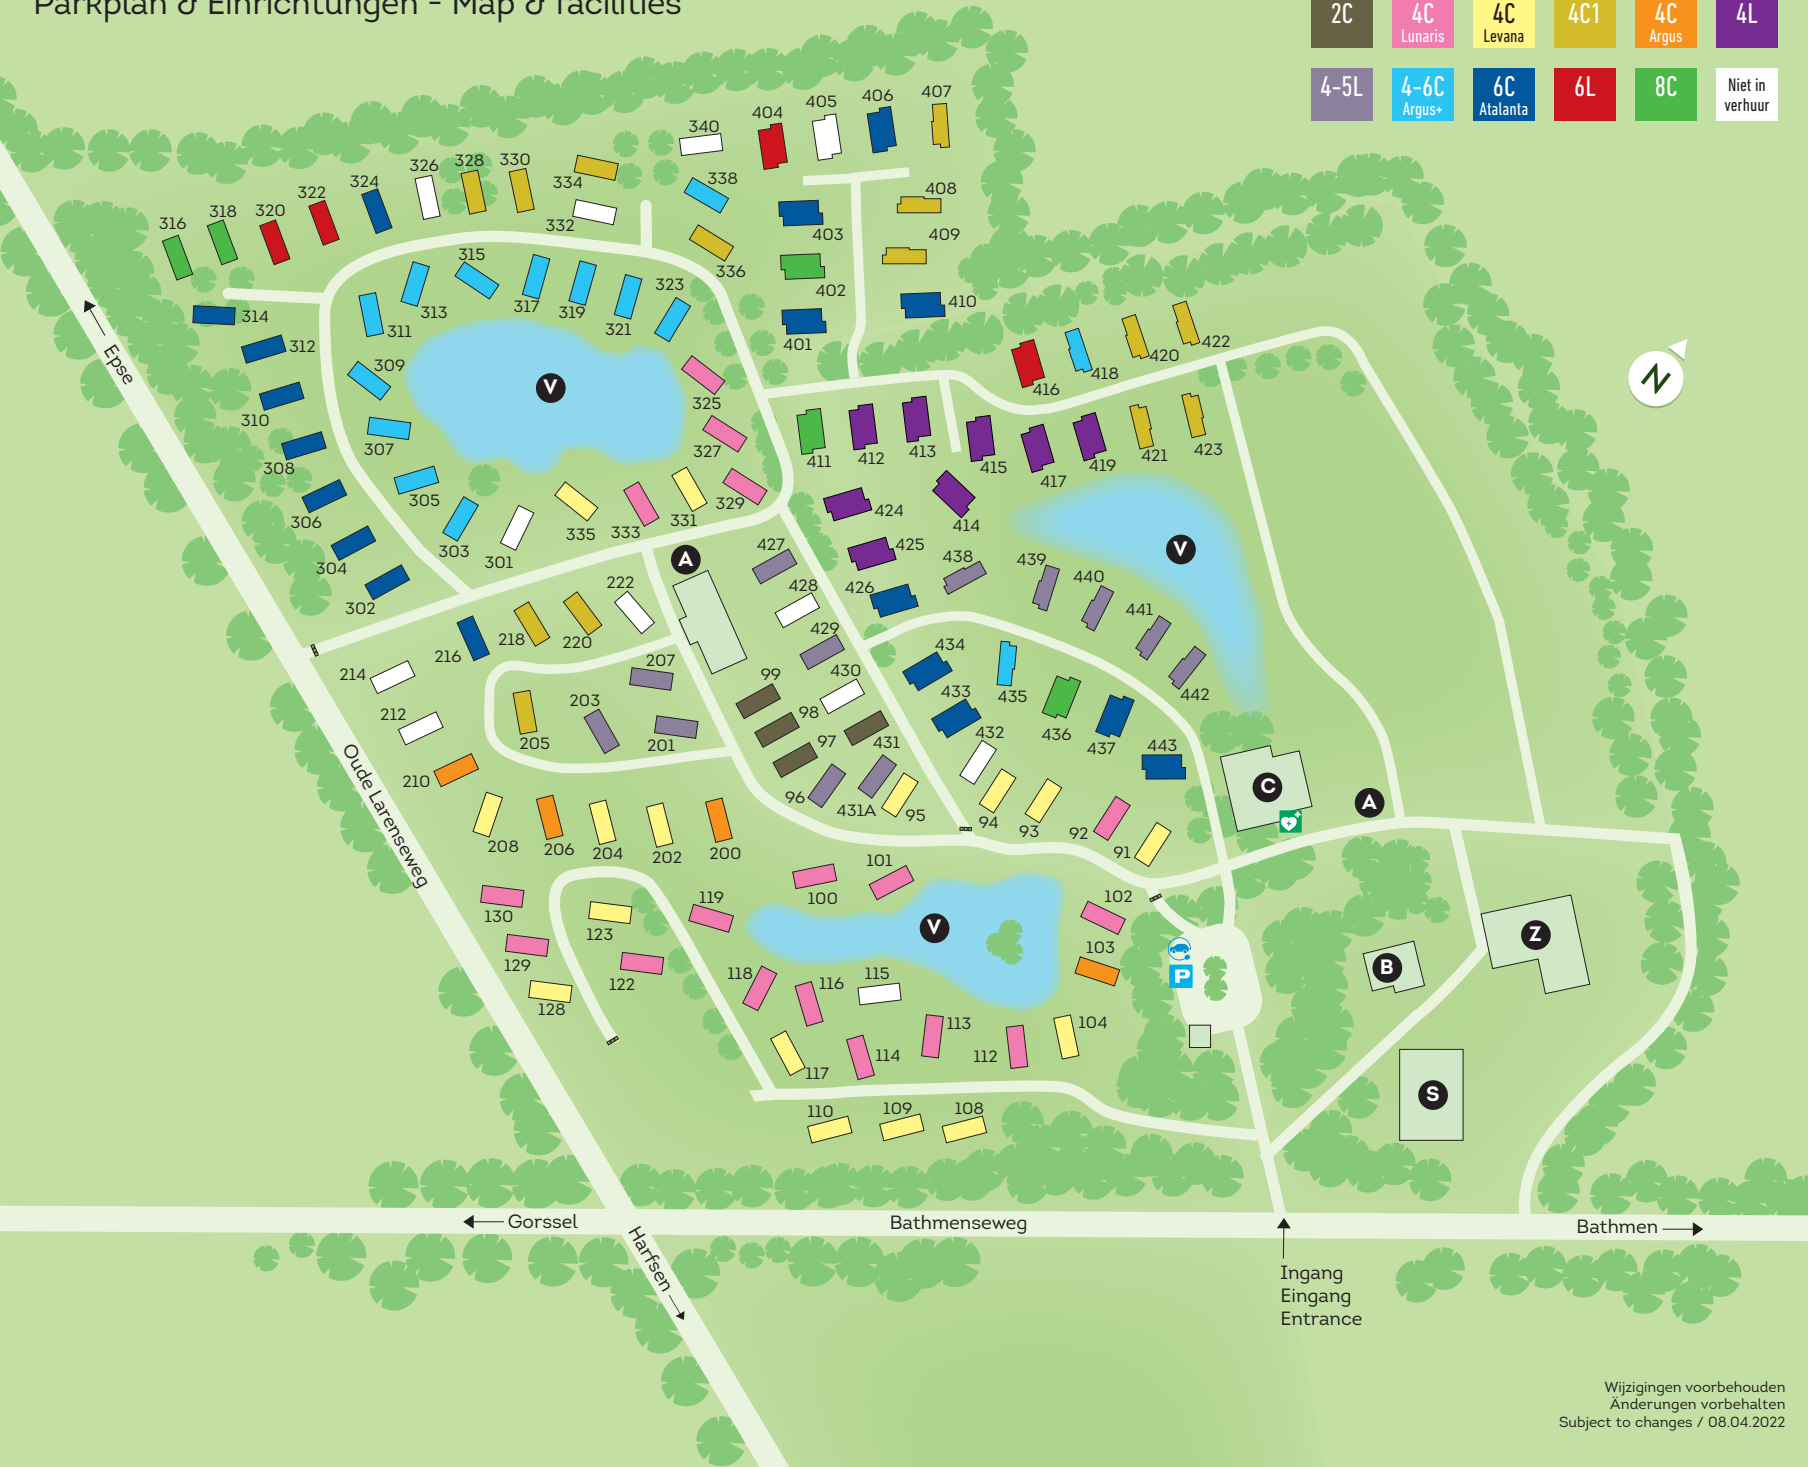 Parkplan & Einrichtungen - Map & facilities
2C
4C
Lunaris
4C
Levana
4C1
4C
Argus
4L
4-5L
4-6C
Argus+
6C
Atalanta
6L
8C
Niet in
verhuur
340
404
405
406
407
316
318
320
322
324
326
328
330
334
332
338
336
408
403
409
402
410
401
314
312
310
308
306
304
302
315
313
311
317
319
321
323
309
307
305
303
301
325
327
329
331
333
335
V
416
418
420
422
411
412
413
415
417
419
421
423
424
414
425
426
438
439
440
441
442
V
A
427
428
429
430
222
220
218
216
214
212
210
207
203
205
201
99
98
97
96
431
431A
95
434
433
432
435
436
437
443
94
93
92
91
208
206
204
202
200
C
A
130
129
128
123
122
119
118
117
116
115
114
113
112
100
101
102
103
104
V
110
109
108
P
B
Z
S
N
Epse
Oude Larenseweg
Harfsen
Gorssel
Bathmenseweg
Bathmen
Ingang
Eingang
Entrance
Wijzigingen voorbehouden
Änderungen vorbehalten
Subject to changes / 08.04.2022